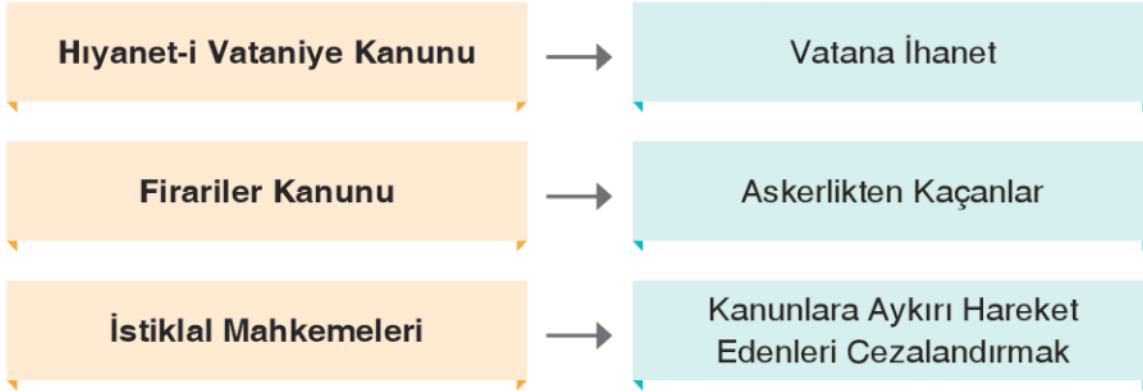 Hıyanet-i Vataniye Kanunu
Vatana İhanet
Firariler Kanunu
Askerlikten Kaçanlar
İstiklal Mahkemeleri
Kanunlara Aykırı Hareket
Edenleri Cezalandırmak